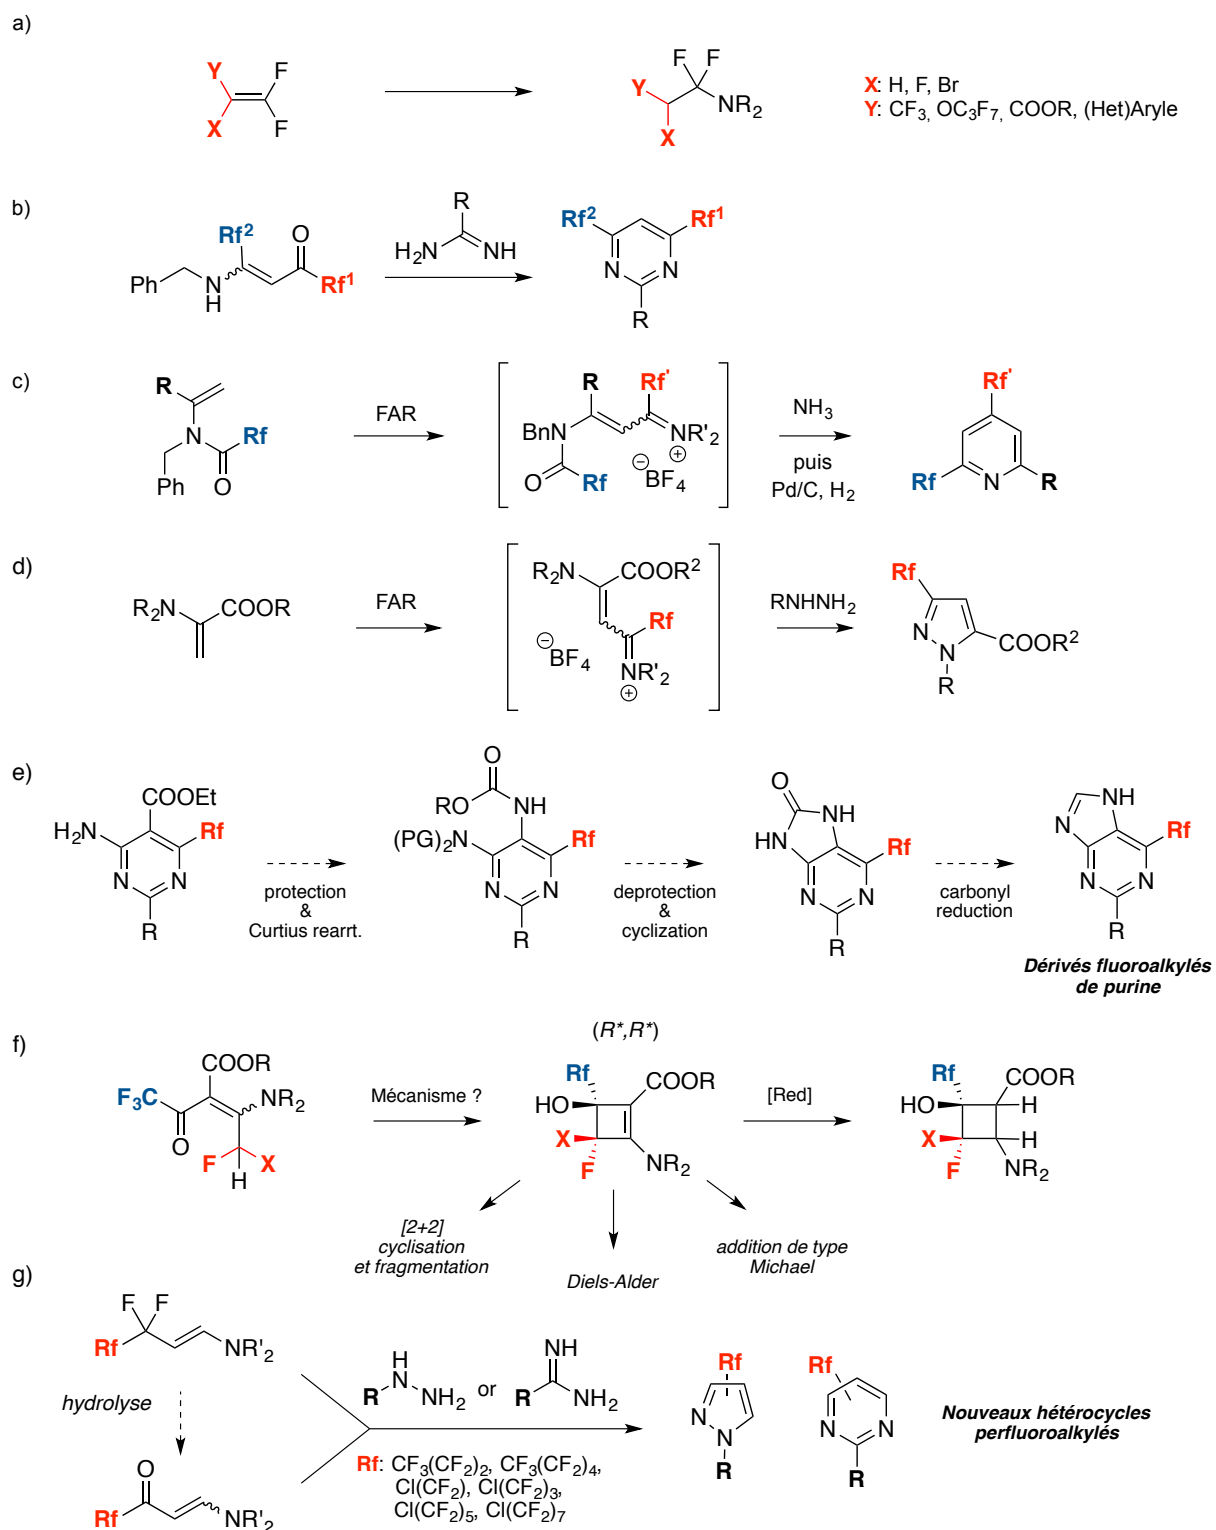 a)
Y
F
X
F
F F
Y
NR2
X
X: H, F, Br
Y: CF3, OC3F7, COOR, (Het)Aryle
b)
Rf2
O
Ph
N
H
Rf1
R
H2N
NH
Rf2
Rf1
N
N
R
c)
R
N
Rf
O
Ph
FAR
R
Rf'
BnN
NR'2
+
O
Rf
−
BF4
NH3
puis
Pd/C, H2
Rf'
Rf
N
R
d)
R2N
COOR
FAR
R2N
COOR2
Rf
−
BF4
NR'2
+
RNHNH2
Rf
N
N
COOR2
R
e)
COOEt
H2N
Rf
N
N
R
protection
&
Curtius rearrt.
O
RO
NH
(PG)2N
Rf
N
N
R
deprotection
&
cyclization
O
NH
HN
Rf
N
N
R
carbonyl
reduction
NH
N
Rf
N
N
R
Dérivés fluoroalkylés
de purine
f)
COOR
F3C
NR2
O
F
X
H
Mécanisme ?
(R*,R*)
Rf
COOR
HO
X
F
NR2
[Red]
Rf
COOR
HO
H
X
H
F
NR2
[2+2]
cyclisation
et fragmentation
Diels-Alder
addition de type
Michael
g)
F F
Rf
NR'2
hydrolyse
O
Rf
NR'2
H
N
R
NH2
or
NH
R
NH2
Rf: CF3(CF2)2, CF3(CF2)4,
Cl(CF2), Cl(CF2)3,
Cl(CF2)5, Cl(CF2)7
Rf
N
N
R
Rf
N
N
R
Nouveaux hétérocycles
perfluoroalkylés